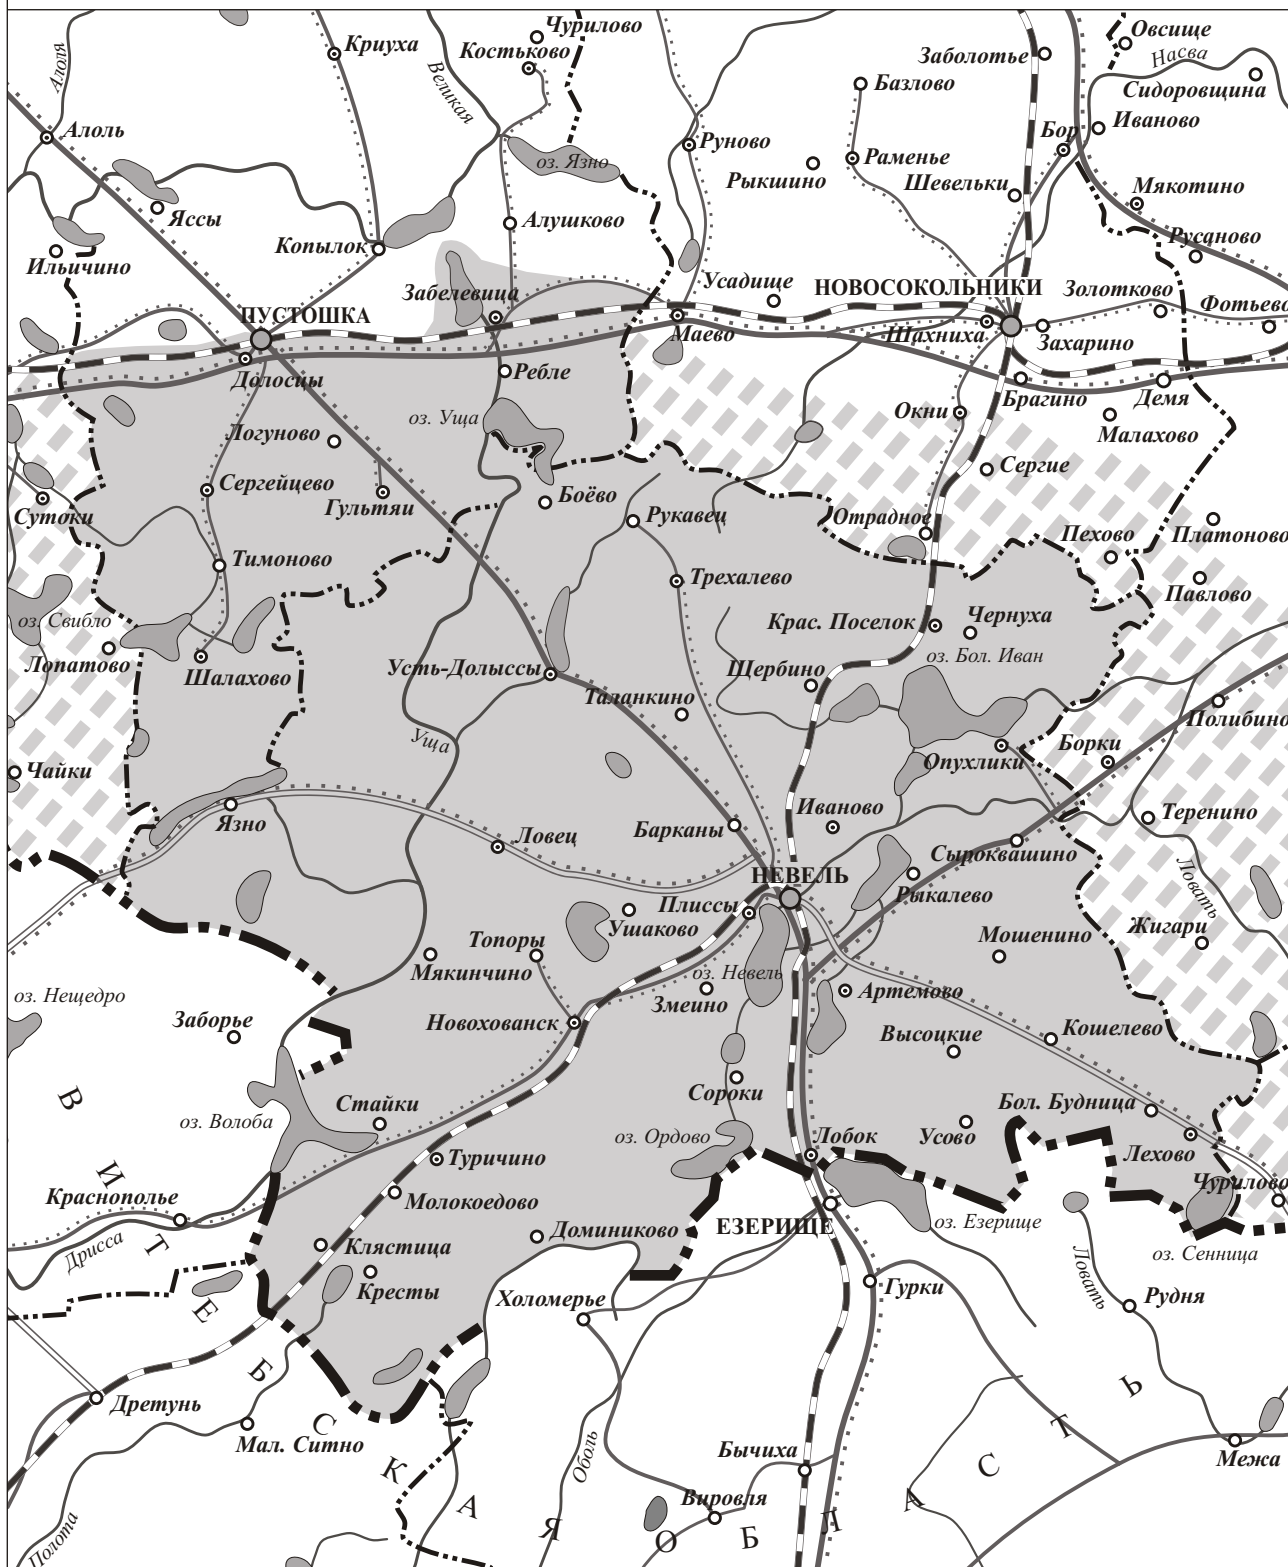 Чурилово
Овсище
Криуха
Костьково
Заболотье
Насва
Алоля
Великая
Базлово
Сидоровщина
Алоль
Руново
Бор
Иваново
оз. Язно
Раменье
Рыкшино
Шевельки
Мякотино
Яссы
Алушково
Копылок
Русаново
Ильичино
Усадище
НОВОСОКОЛЬНИКИ
Золотково
Фотьево
Забелевица
ПУСТОШКА
Маево
Шахниха
Захарино
Долосцы
Ребле
Брагино
Демя
оз. Уща
Окни
Логуново
Малахово
Сергейцево
Сергие
Гультяи
Боёво
Сутоки
Рукавец
Отрадное
Пехово
Платоново
Тимоново
Трехалево
Павлово
оз. Свибло
Крас. Поселок
Чернуха
Лопатово
Шалахово
Усть-Долыссы
Щербино
оз. Бол. Иван
Таланкино
Полибино
Уща
Борки
Опухлики
Чайки
Язно
Иваново
Теренино
Ловец
Барканы
Сыроквашино
Ловать
НЕВЕЛЬ
Рыкалево
Плиссы
Ушаково
Жигари
Топоры
Мошенино
Мякинчино
оз. Невель
оз. Нещедро
Змеино
Артемово
Заборье
Новохованск
Высоцкие
Кошелево
Сороки
Стайки
Бол. Будница
оз. Волоба
оз. Ордово
Лобок
Усово
Лехово
Туричино
Чурилово
Краснополье
Молокоедово
ЕЗЕРИЩЕ
оз. Езерище
Дрисса
Клястица
Доминиково
оз. Сенница
Ловать
Кресты
Гурки
Холомерье
Рудня
Дретунь
Мал. Ситно
Оболь
Бычиха
Межа
Вировля
Полота
ВИТЕБСКАЯ ОБЛАСТЬ